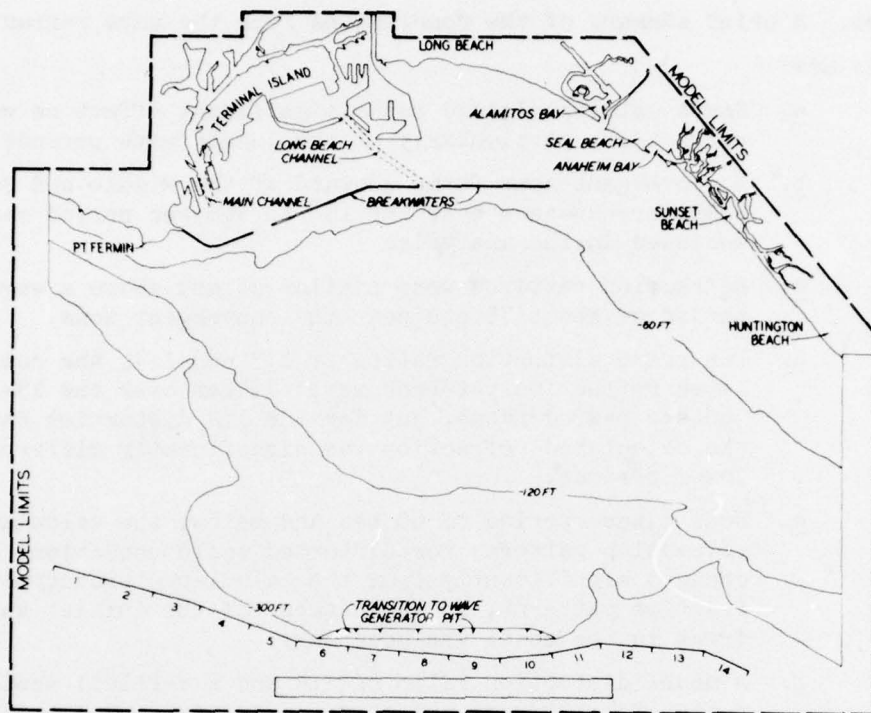 LONG BEACH
TERMINAL ISLAND
MODEL LIMITS
ALAMITOS BAY
SEAL BEACH
LONG BEACH
CHANNEL
ANAHEIM BAY
MAIN CHANNEL
BREAKWATERS
SUNSET
BEACH
PT FERMIN
-60 FT
HUNTINGTON
BEACH
-120 FT
MODEL LIMITS
-300 FT
TRANSITION TO WAVE
GENERATOR PIT
2 3 4 5 6 7 8 9 10 11 12 13 14